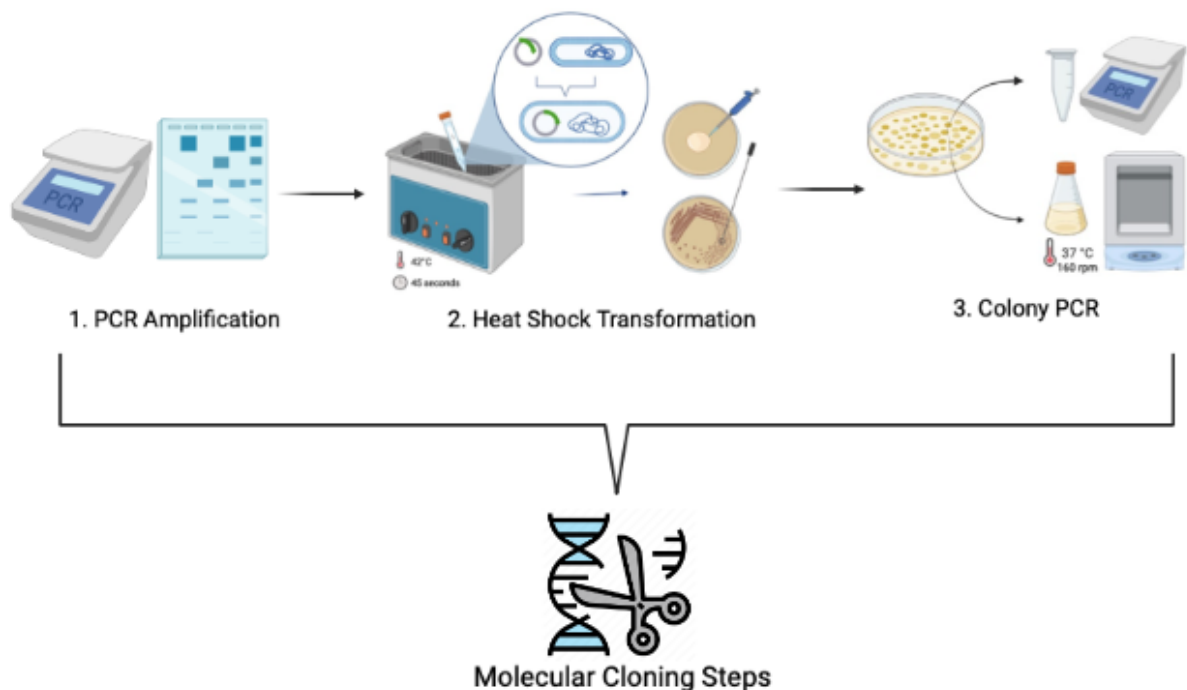 PCR
PCR
PCR
42°C
45 seconds
37 °C
160 rpm
1. PCR Amplification
2. Heat Shock Transformation
3. Colony PCR
Molecular Cloning Steps